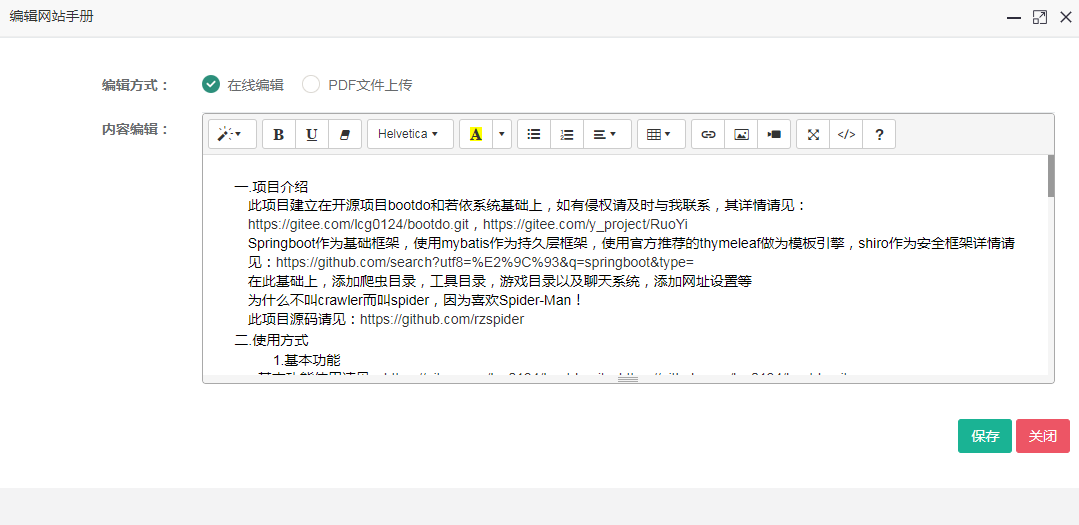 编辑网站手册
编辑方式： 在线编辑 PDF文件上传
内容编辑： B U Helvetica A </> ?
一.项目介绍
此项目建立在开源项目bootdo和若依系统基础上，如有侵权请及时与我联系，其详情请见：
https://gitee.com/lcg0124/bootdo.git，https://gitee.com/y_project/RuoYi
Springboot作为基础框架，使用mybatis作为持久层框架，使用官方推荐的thymeleaf做为模板引擎，shiro作为安全框架详情请
见：https://github.com/search?utf8=%E2%9C%93&q=springboot&type=
在此基础上，添加爬虫目录，工具目录，游戏目录以及聊天系统，添加网址设置等
为什么不叫crawler而叫spider，因为喜欢Spider-Man！
此项目源码请见：https://github.com/rzspider
二.使用方式
1.基本功能
保存 关闭